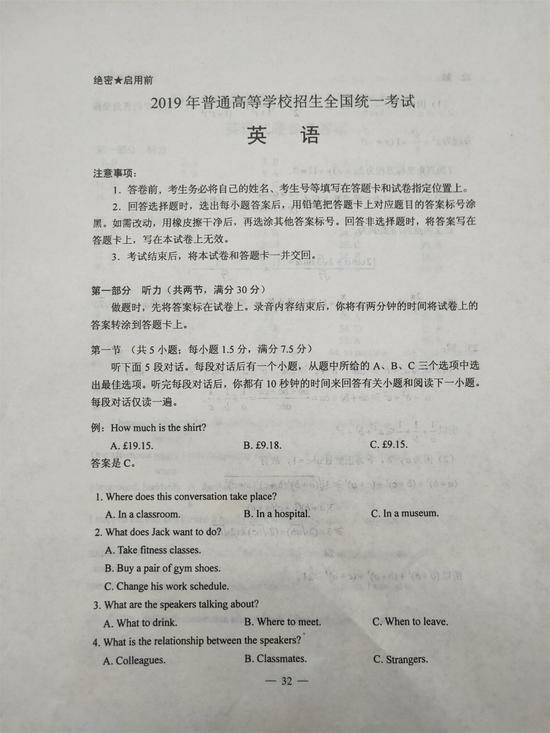 绝密★启用前
2019 年普通高等学校招生全国统一考试
英 语
注意事项：
1．答卷前，考生务必将自己的姓名、考生号等填写在答题卡和试卷指定位置上。
2．回答选择题时，选出每小题答案后，用铅笔把答题卡上对应题目的答案标号涂
黑。如需改动，用橡皮擦干净后，再选涂其他答案标号。回答非选择题时，将答案写在
答题卡上，写在本试卷上无效。
3．考试结束后，将本试卷和答题卡一并交回。
第一部分 听力（共两节，满分 30 分）
做题时，先将答案标在试卷上。录音内容结束后，你将有两分钟的时间将试卷上的
答案转涂到答题卡上。
第一节 （共 5 小题；每小题 1.5 分，满分 7.5 分）
听下面 5 段对话。每段对话后有一个小题，从题中所给的 A、B、C 三个选项中选
出最佳选项。听完每段对话后，你都有 10 秒钟的时间来回答有关小题和阅读下一小题。
每段对话仅读一遍。
例：How much is the shirt?
A. £19.15. B. £9.18. C. £9.15.
答案是 C。
1. Where does this conversation take place?
A. In a classroom. B. In a hospital. C. In a museum.
2. What does Jack want to do?
A. Take fitness classes.
B. Buy a pair of gym shoes.
C. Change his work schedule.
3. What are the speakers talking about?
A. What to drink. B. Where to meet. C. When to leave.
4. What is the relationship between the speakers?
A. Colleagues. B. Classmates. C. Strangers.
— 32 —